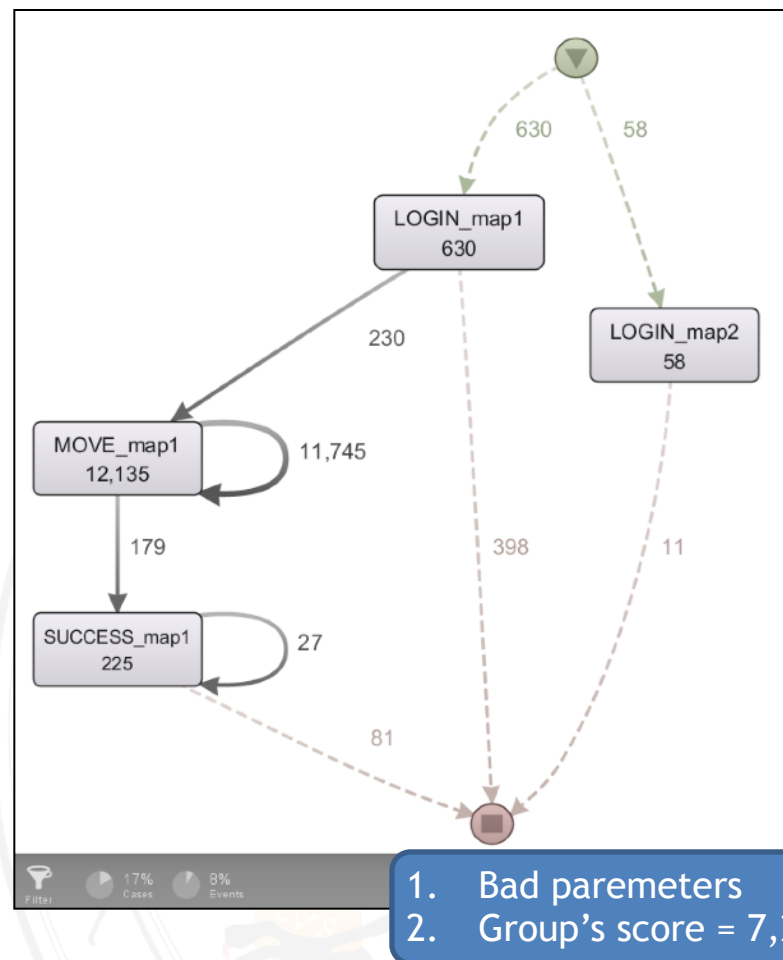 630
58
LOGIN_map1
630
LOGIN_map2
58
230
MOVE_map1
12,135
11,745
179
398
11
SUCCESS_map1
225
27
81
Filter
17%
Cases
8%
Events
1. Bad paremeters
2. Group's score = 7,